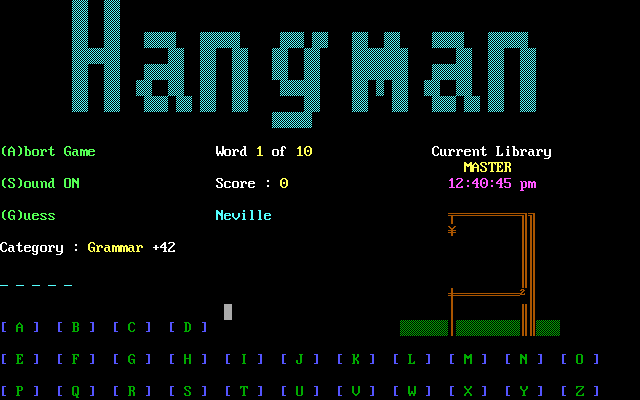 Hangman
(A)bort Game Word 1 of 10 Current Library
MASTER
(S)ound ON Score : 0 12:40:45 pm
(G)uess Neville
Category : Grammar +42
_ _ _ _ _
[ A ] [ B ] [ C ] [ D ]
[ E ] [ F ] [ G ] [ H ] [ I ] [ J ] [ K ] [ L ] [ M ] [ N ] [ O ]
[ P ] [ Q ] [ R ] [ S ] [ T ] [ U ] [ V ] [ W ] [ X ] [ Y ] [ Z ]